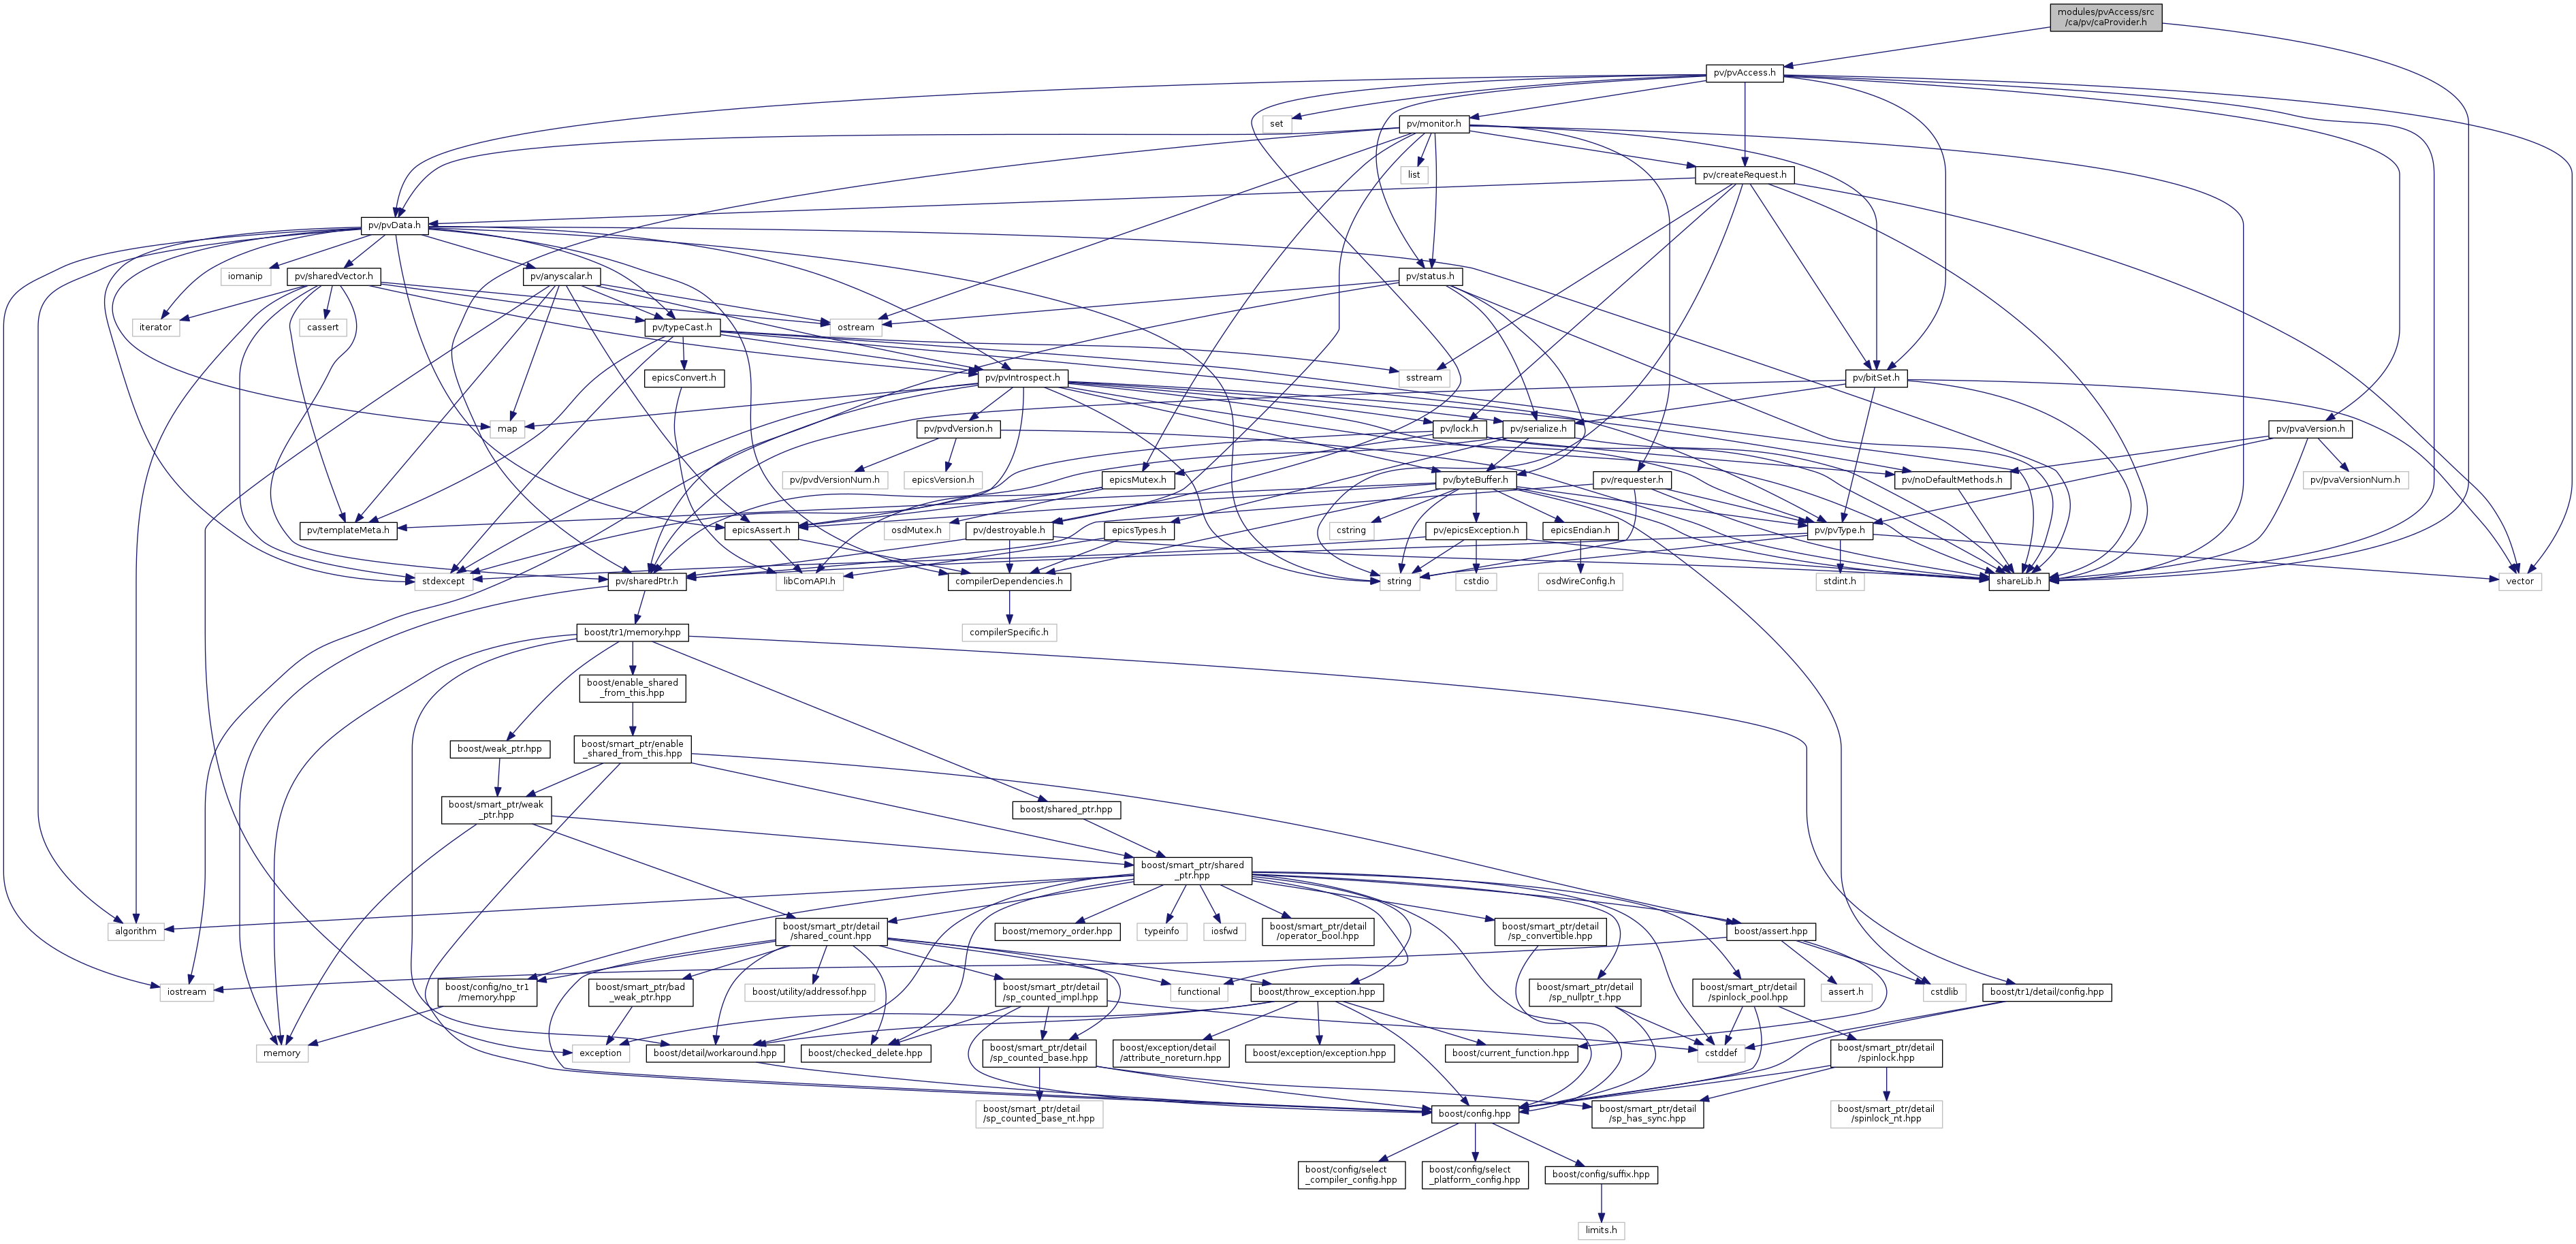 modules/pvAccess/src
/ca/pv/caProvider.h
pv/pvAccess.h
set
pv/monitor.h
list
pv/createRequest.h
pv/pvData.h
iomanip
pv/sharedVector.h
pv/anyscalar.h
pv/status.h
iterator
cassert
pv/typeCast.h
ostream
epicsConvert.h
pv/pvIntrospect.h
sstream
pv/bitSet.h
map
pv/pvdVersion.h
pv/lock.h
pv/serialize.h
pv/pvaVersion.h
pv/pvdVersionNum.h
epicsVersion.h
epicsMutex.h
pv/byteBuffer.h
pv/requester.h
pv/noDefaultMethods.h
pv/pvaVersionNum.h
pv/templateMeta.h
epicsAssert.h
osdMutex.h
pv/destroyable.h
epicsTypes.h
cstring
pv/epicsException.h
epicsEndian.h
pv/pvType.h
stdexcept
pv/sharedPtr.h
libComAPI.h
compilerDependencies.h
string
cstdio
osdWireConfig.h
stdint.h
shareLib.h
vector
boost/tr1/memory.hpp
compilerSpecific.h
boost/enable_shared
_from_this.hpp
boost/weak_ptr.hpp
boost/smart_ptr/enable
_shared_from_this.hpp
boost/smart_ptr/weak
_ptr.hpp
boost/shared_ptr.hpp
boost/smart_ptr/shared
_ptr.hpp
algorithm
boost/smart_ptr/detail
/shared_count.hpp
boost/memory_order.hpp
typeinfo
iosfwd
boost/smart_ptr/detail
/operator_bool.hpp
boost/smart_ptr/detail
/sp_convertible.hpp
boost/assert.hpp
iostream
boost/config/no_tr1
/memory.hpp
boost/smart_ptr/bad
_weak_ptr.hpp
boost/utility/addressof.hpp
boost/smart_ptr/detail
/sp_counted_impl.hpp
functional
boost/throw_exception.hpp
boost/smart_ptr/detail
/sp_nullptr_t.hpp
boost/smart_ptr/detail
/spinlock_pool.hpp
assert.h
cstdlib
boost/tr1/detail/config.hpp
memory
exception
boost/detail/workaround.hpp
boost/checked_delete.hpp
boost/smart_ptr/detail
/sp_counted_base.hpp
boost/exception/detail
/attribute_noreturn.hpp
boost/exception/exception.hpp
boost/current_function.hpp
cstddef
boost/smart_ptr/detail
/spinlock.hpp
boost/smart_ptr/detail
/sp_counted_base_nt.hpp
boost/config.hpp
boost/smart_ptr/detail
/sp_has_sync.hpp
boost/smart_ptr/detail
/spinlock_nt.hpp
boost/config/select
_compiler_config.hpp
boost/config/select
_platform_config.hpp
boost/config/suffix.hpp
limits.h